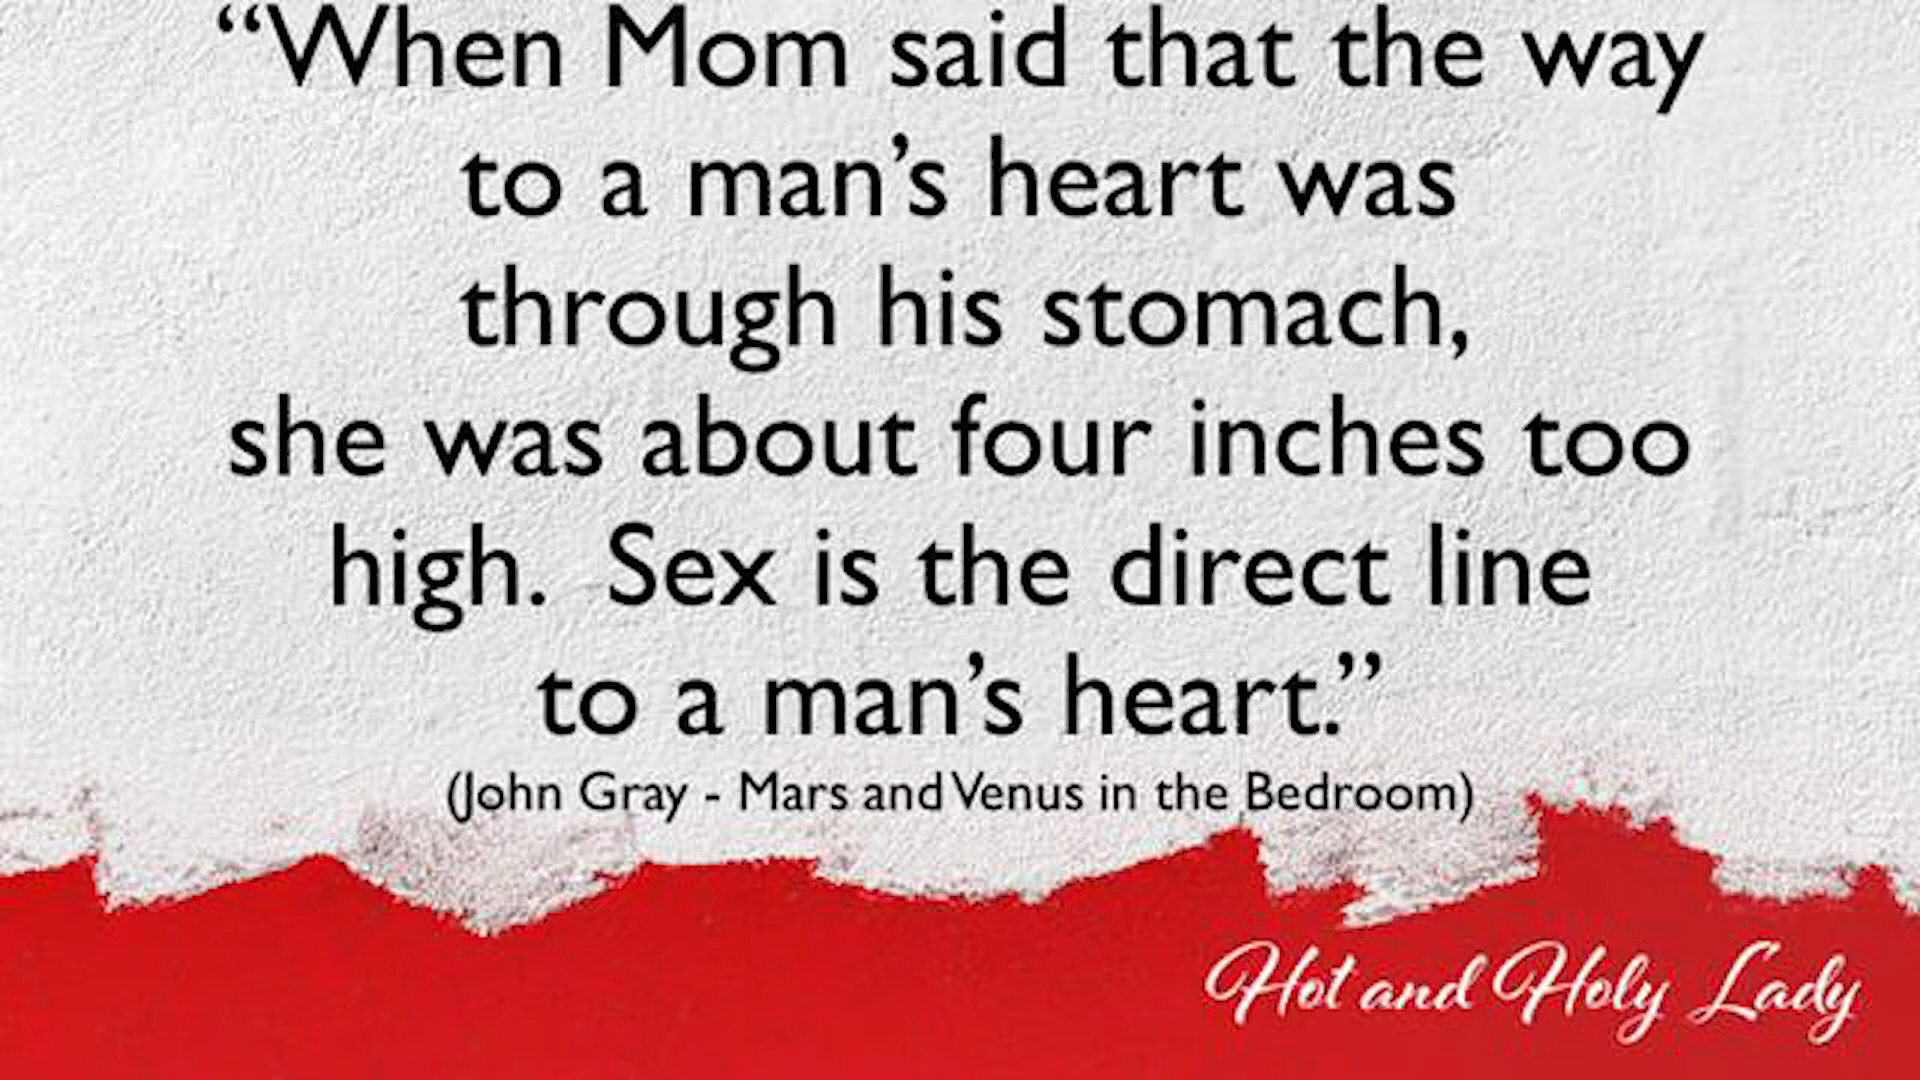 “When Mom said that the way
to a man’s heart was
through his stomach,
she was about four inches too
high.  Sex is the direct line
to a man’s heart.”
(John Gray - Mars and Venus in the Bedroom)
Hot and Holy Lady